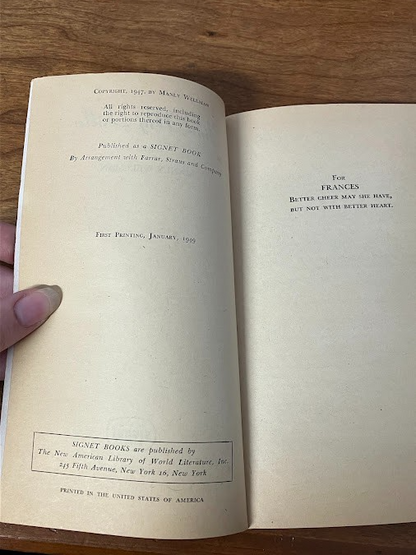 COPYRIGHT, 1947, BY MANLY WELLMAN
All rights reserved, including
the right to reproduce this book
or portions thereof in any form.
Published as a SIGNET BOOK
By Arrangement with Farrar, Straus and Company
FIRST PRINTING, JANUARY, 1949
SIGNET BOOKS are published by
The New American Library of World Literature, Inc.
245 Fifth Avenue, New York 16, New York
PRINTED IN THE UNITED STATES OF AMERICA
FOR
FRANCES
BETTER CHEER MAY SHE HAVE,
BUT NOT WITH BETTER HEART.